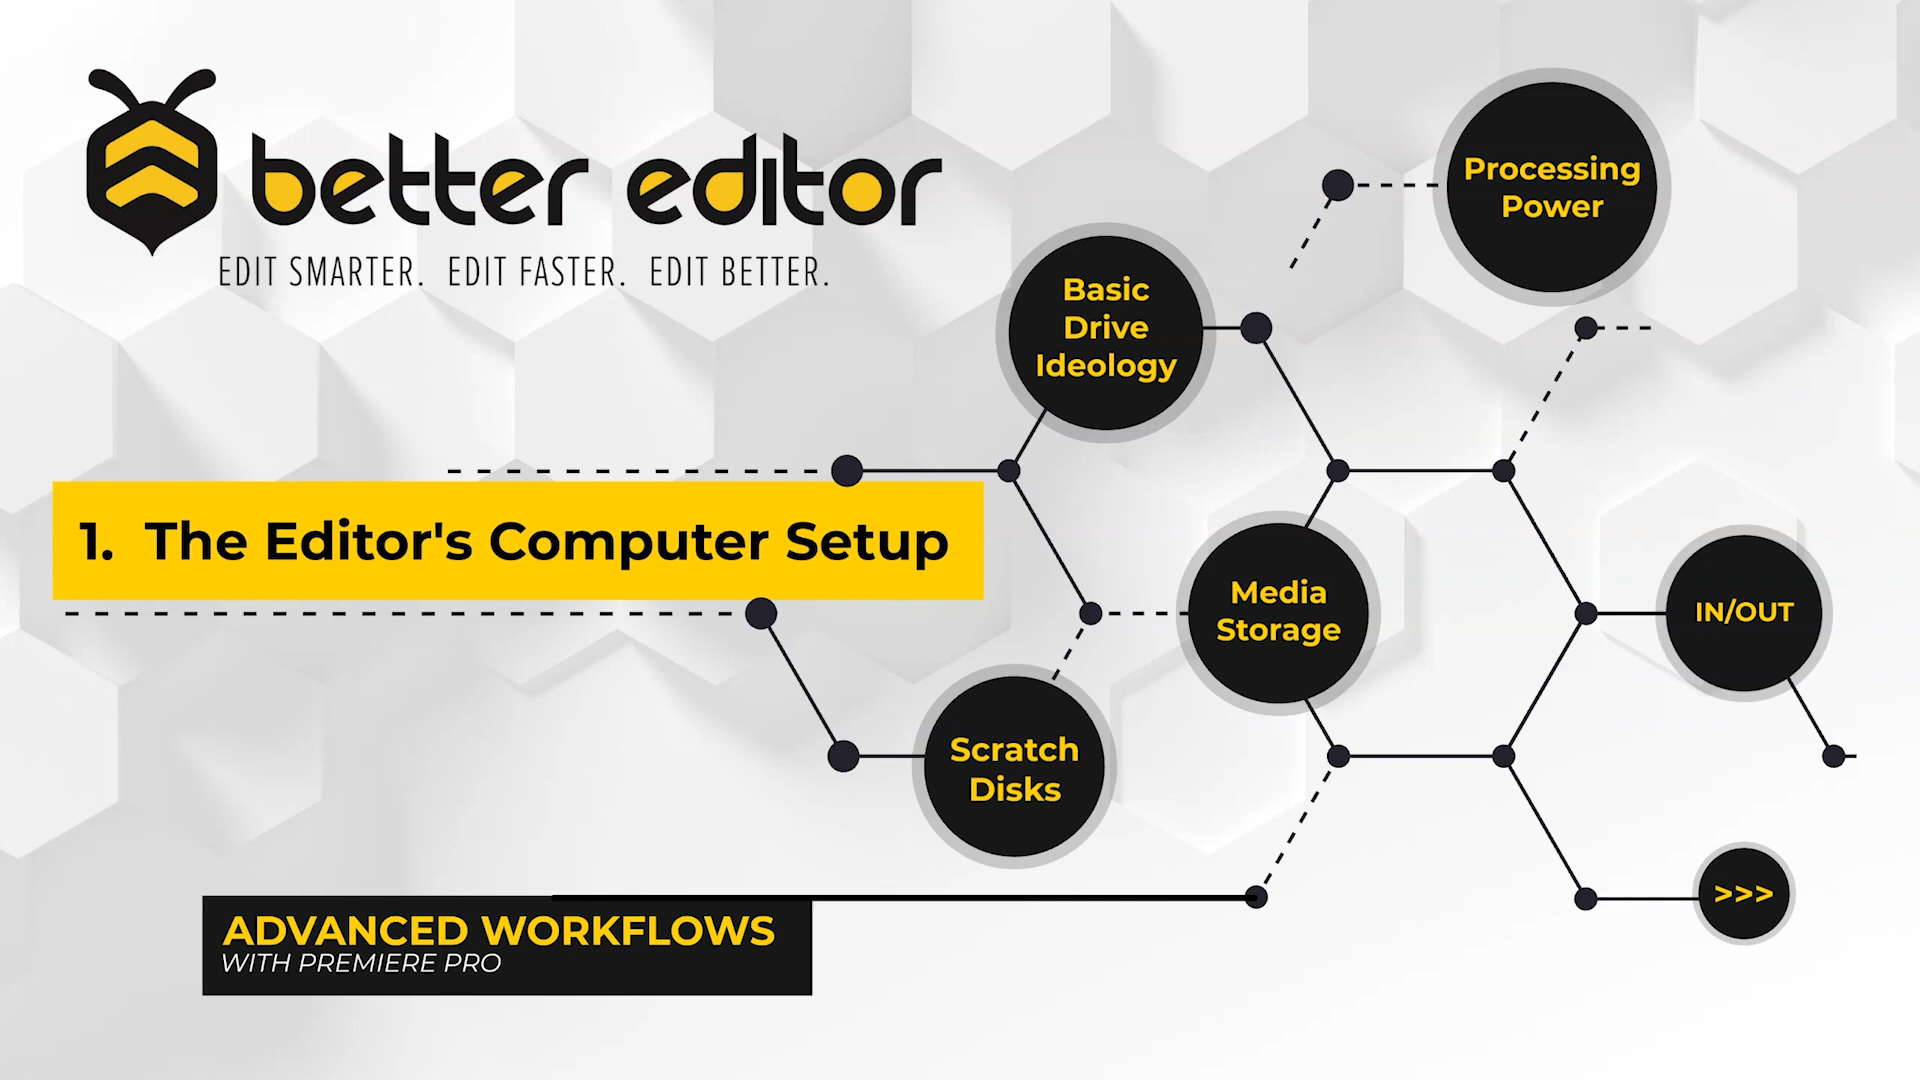 better editor
EDIT SMARTER. EDIT FASTER. EDIT BETTER.
Processing
Power
Basic
Drive
Ideology
1. The Editor's Computer Setup
Media
Storage
IN/OUT
Scratch
Disks
>>>
ADVANCED WORKFLOWS
WITH PREMIERE PRO